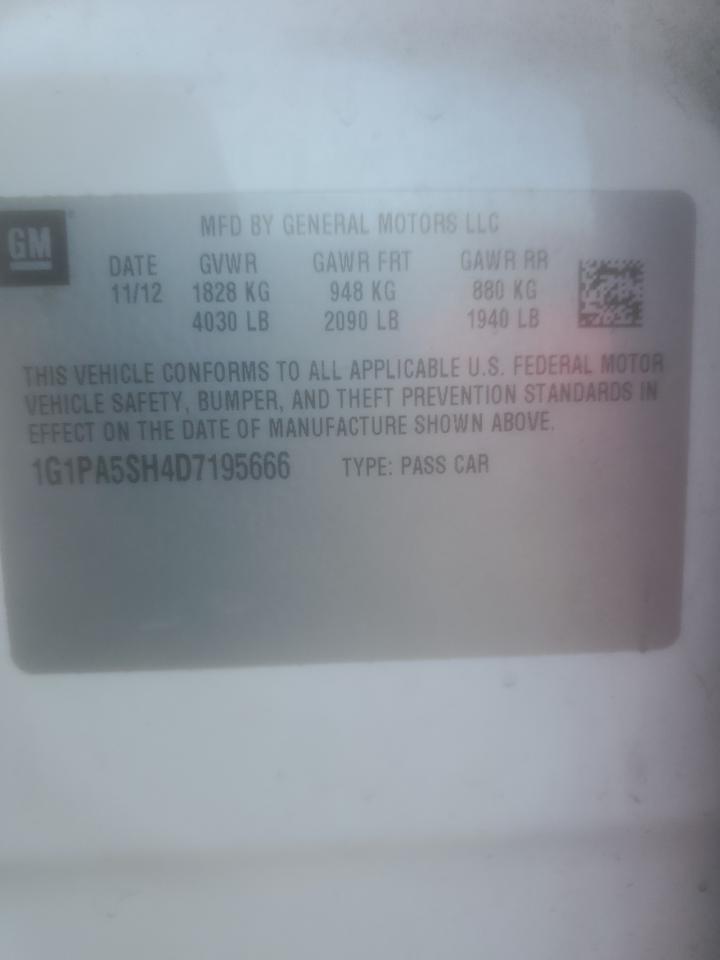 GM
MFD BY GENERAL MOTORS LLC
DATE GVWR GAWR FRT GAWR RR
11/12 1828 KG 948 KG 880 KG
4030 LB 2090 LB 1940 LB
THIS VEHICLE CONFORMS TO ALL APPLICABLE U.S. FEDERAL MOTOR
VEHICLE SAFETY, BUMPER, AND THEFT PREVENTION STANDARDS IN
EFFECT ON THE DATE OF MANUFACTURE SHOWN ABOVE.
1G1PA5SH4D7195666 TYPE: PASS CAR